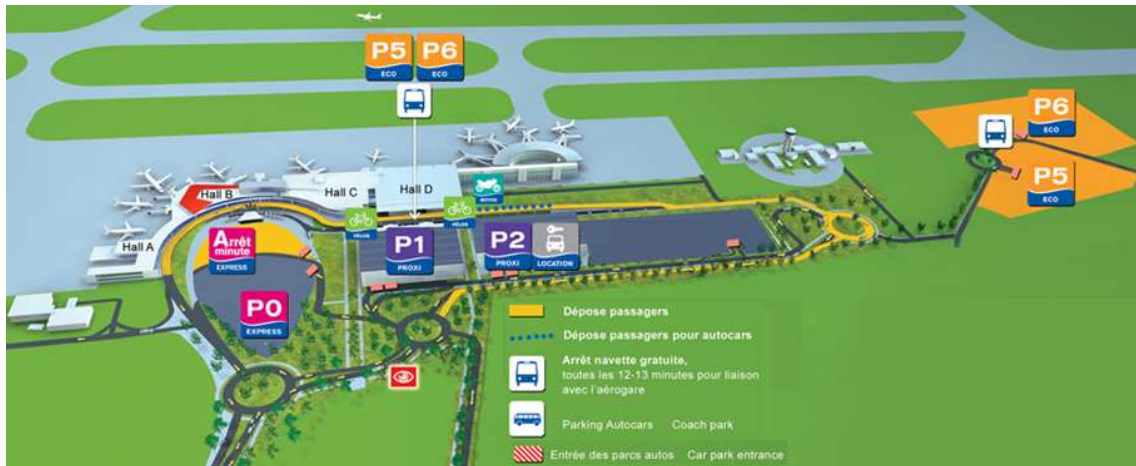 P5
ECO
P6
ECO
P6
ECO
P5
ECO
Hall B
Hall C
Hall D
MOTOS
Hall A
VÉLOS
VÉLOS
Arrêt
minute
EXPRESS
P1
PROXI
P2
PROXI
LOCATION
P0
EXPRESS
Dépose passagers
Dépose passagers pour autocars
Arrêt navette gratuite,
toutes les 12-13 minutes pour liaison
avec l'aérogare
Parking Autocars Coach park
Entrée des parcs autos Car park entrance